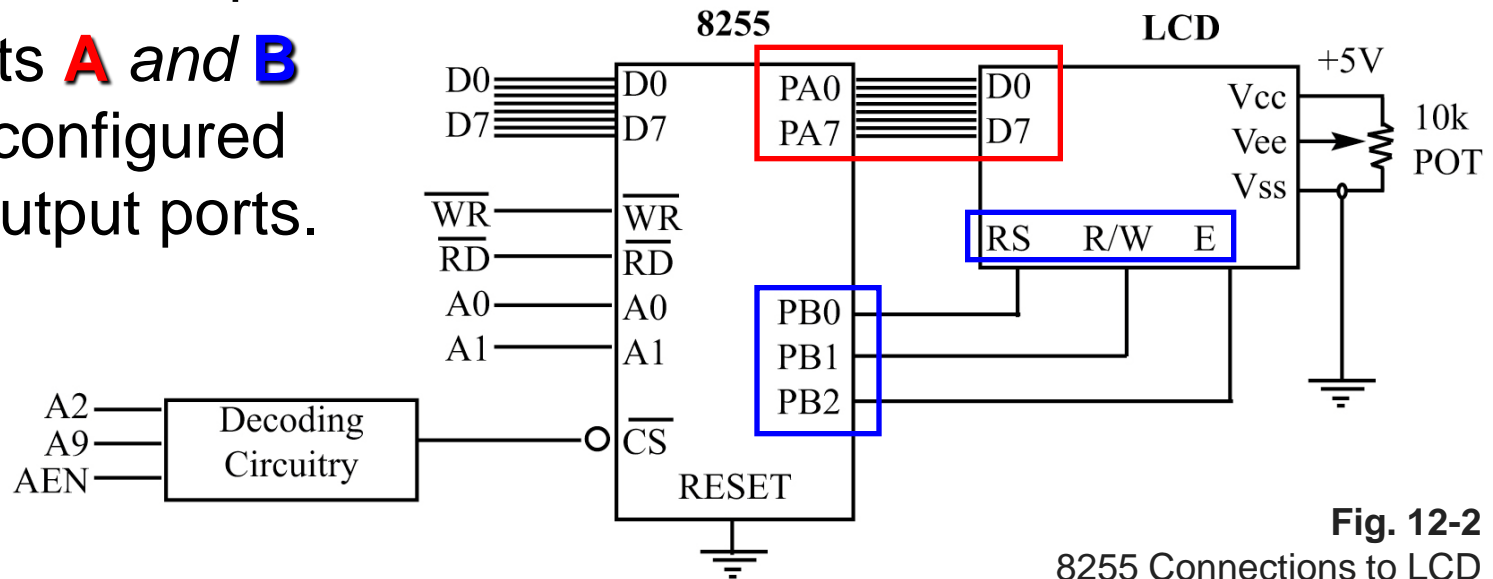 ts A and B
configured
utput ports.
8255
LCD
D0
D7
WR
RD
A0
A1
A2
A9
AEN
Decoding
Circuitry
D0
D7
WR
RD
A0
A1
CS
RESET
PA0
PA7
PB0
PB1
PB2
D0
D7
RS R/W E
Vcc
Vee
Vss
+5V
10k
POT
Fig. 12-2
8255 Connections to LCD